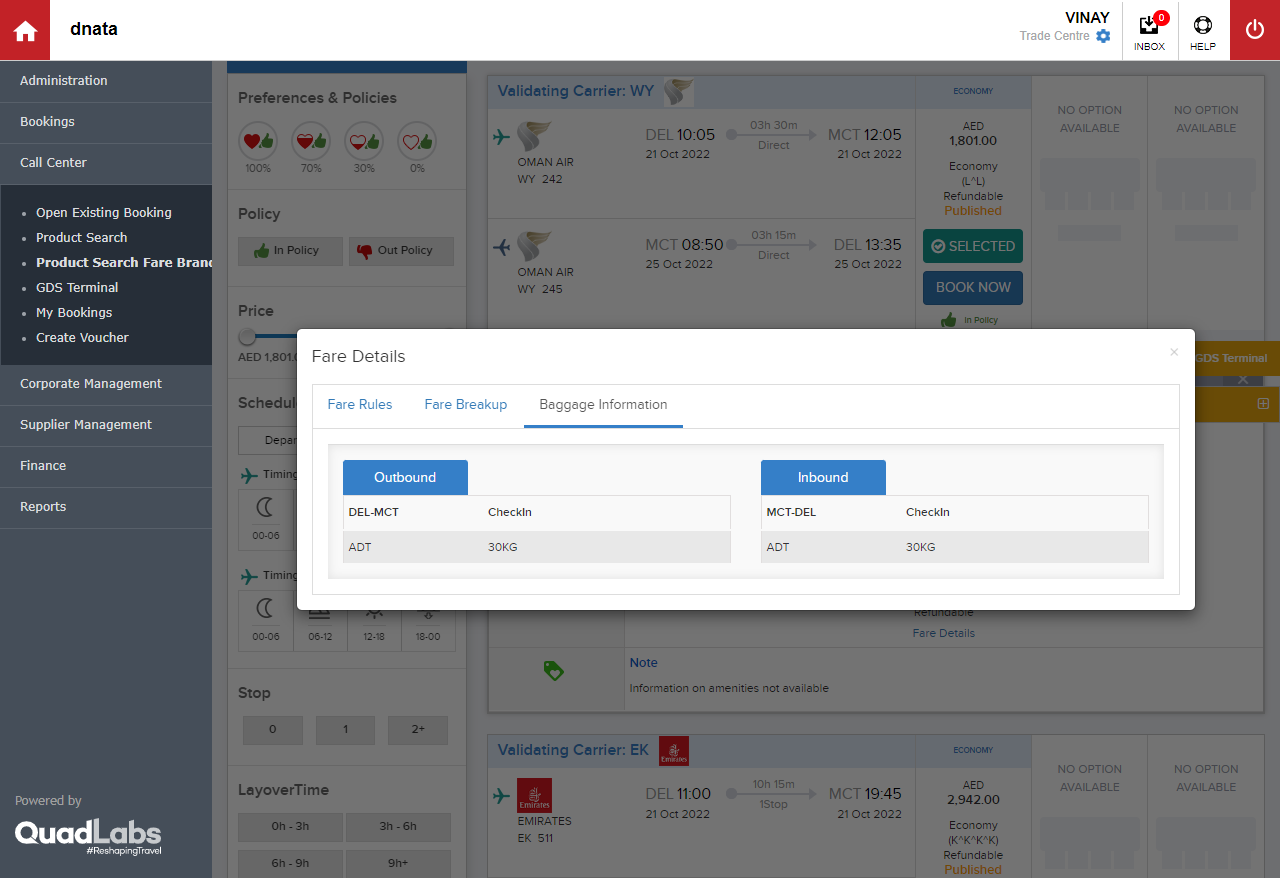 dnata
VINAY
Trade Centre
0
INBOX
HELP
Administration
Bookings
Call Center
Open Existing Booking
Product Search
Product Search Fare Brand
GDS Terminal
My Bookings
Create Voucher
Corporate Management
Supplier Management
Finance
Reports
Powered by
QuadLabs
#ReshapingTravel
Preferences & Policies
100% 70% 30% 0%
Policy
In Policy Out Policy
Price
AED 1,801.
Schedul
Depar
Timing
00-06
Timing
00-06 06-12 12-18 18-00
Stop
0 1 2+
LayoverTime
0h - 3h 3h - 6h
6h - 9h 9h+
Validating Carrier: WY
ECONOMY
NO OPTION AVAILABLE
NO OPTION AVAILABLE
OMAN AIR
WY 242
DEL 10:05
21 Oct 2022
03h 30m
Direct
MCT 12:05
21 Oct 2022
AED
1,801.00
Economy
(L^L)
Refundable
Published
OMAN AIR
WY 245
MCT 08:50
25 Oct 2022
03h 15m
Direct
DEL 13:35
25 Oct 2022
SELECTED
BOOK NOW
In Policy
GDS Terminal
Fare Details
×
Fare Rules Fare Breakup Baggage Information
Outbound
DEL-MCT CheckIn
ADT 30KG
Inbound
MCT-DEL CheckIn
ADT 30KG
Refundable
Fare Details
Note
Information on amenities not available
Validating Carrier: EK
Emirates
ECONOMY
NO OPTION AVAILABLE
NO OPTION AVAILABLE
Emirates
EMIRATES
EK 511
DEL 11:00
21 Oct 2022
10h 15m
1Stop
MCT 19:45
21 Oct 2022
AED
2,942.00
Economy
(K^K^K^K)
Refundable
Published